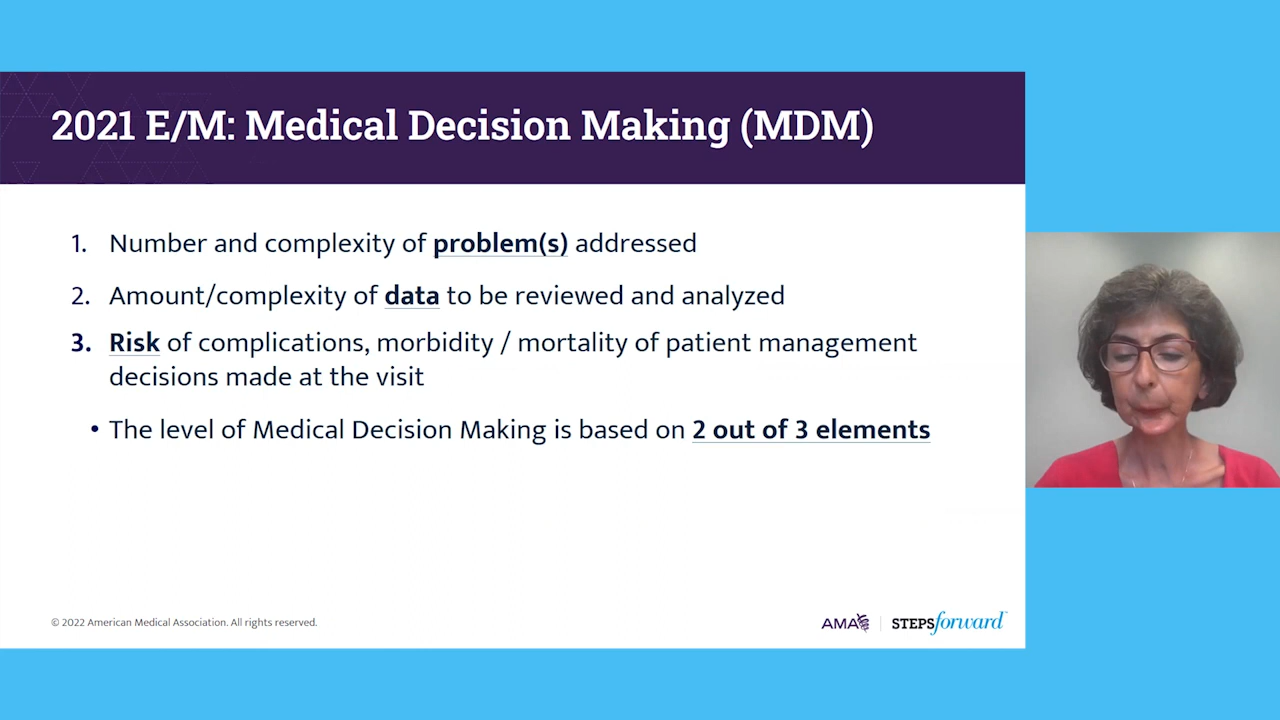 2021 E/M: Medical Decision Making (MDM)
1. Number and complexity of problem(s) addressed
2. Amount/complexity of data to be reviewed and analyzed
3. Risk of complications, morbidity / mortality of patient management
decisions made at the visit
• The level of Medical Decision Making is based on 2 out of 3 elements
© 2022 American Medical Association. All rights reserved.
AMA | STEPSforward™